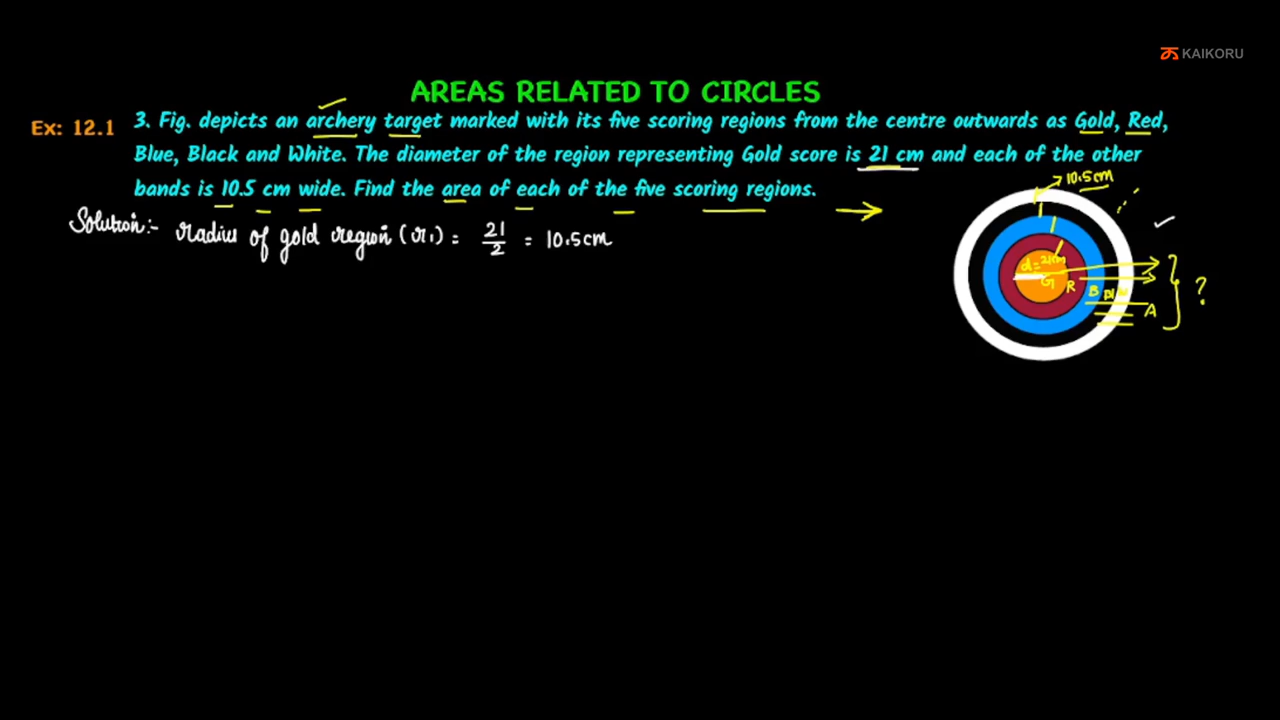 KAIKORU
AREAS RELATED TO CIRCLES
Ex: 12.1
3. Fig. depicts an archery target marked with its five scoring regions from the centre outwards as Gold, Red,
Blue, Black and White. The diameter of the region representing Gold score is 21 cm and each of the other
bands is 10.5 cm wide. Find the area of each of the five scoring regions.
Solution:- radius of gold region (r1) = 21/2 = 10.5cm
10.5cm
d=21cm
G R B
A
?